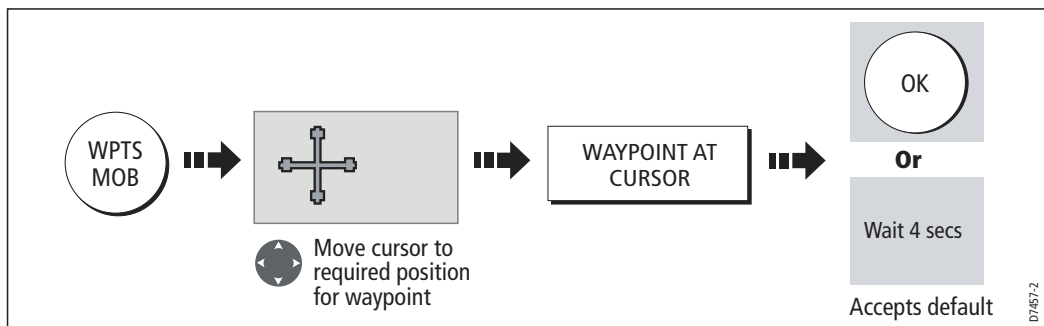 WPTS
MOB
Move cursor to
required position
for waypoint
WAYPOINT AT
CURSOR
OK
Or
Wait 4 secs
Accepts default
D7457-2